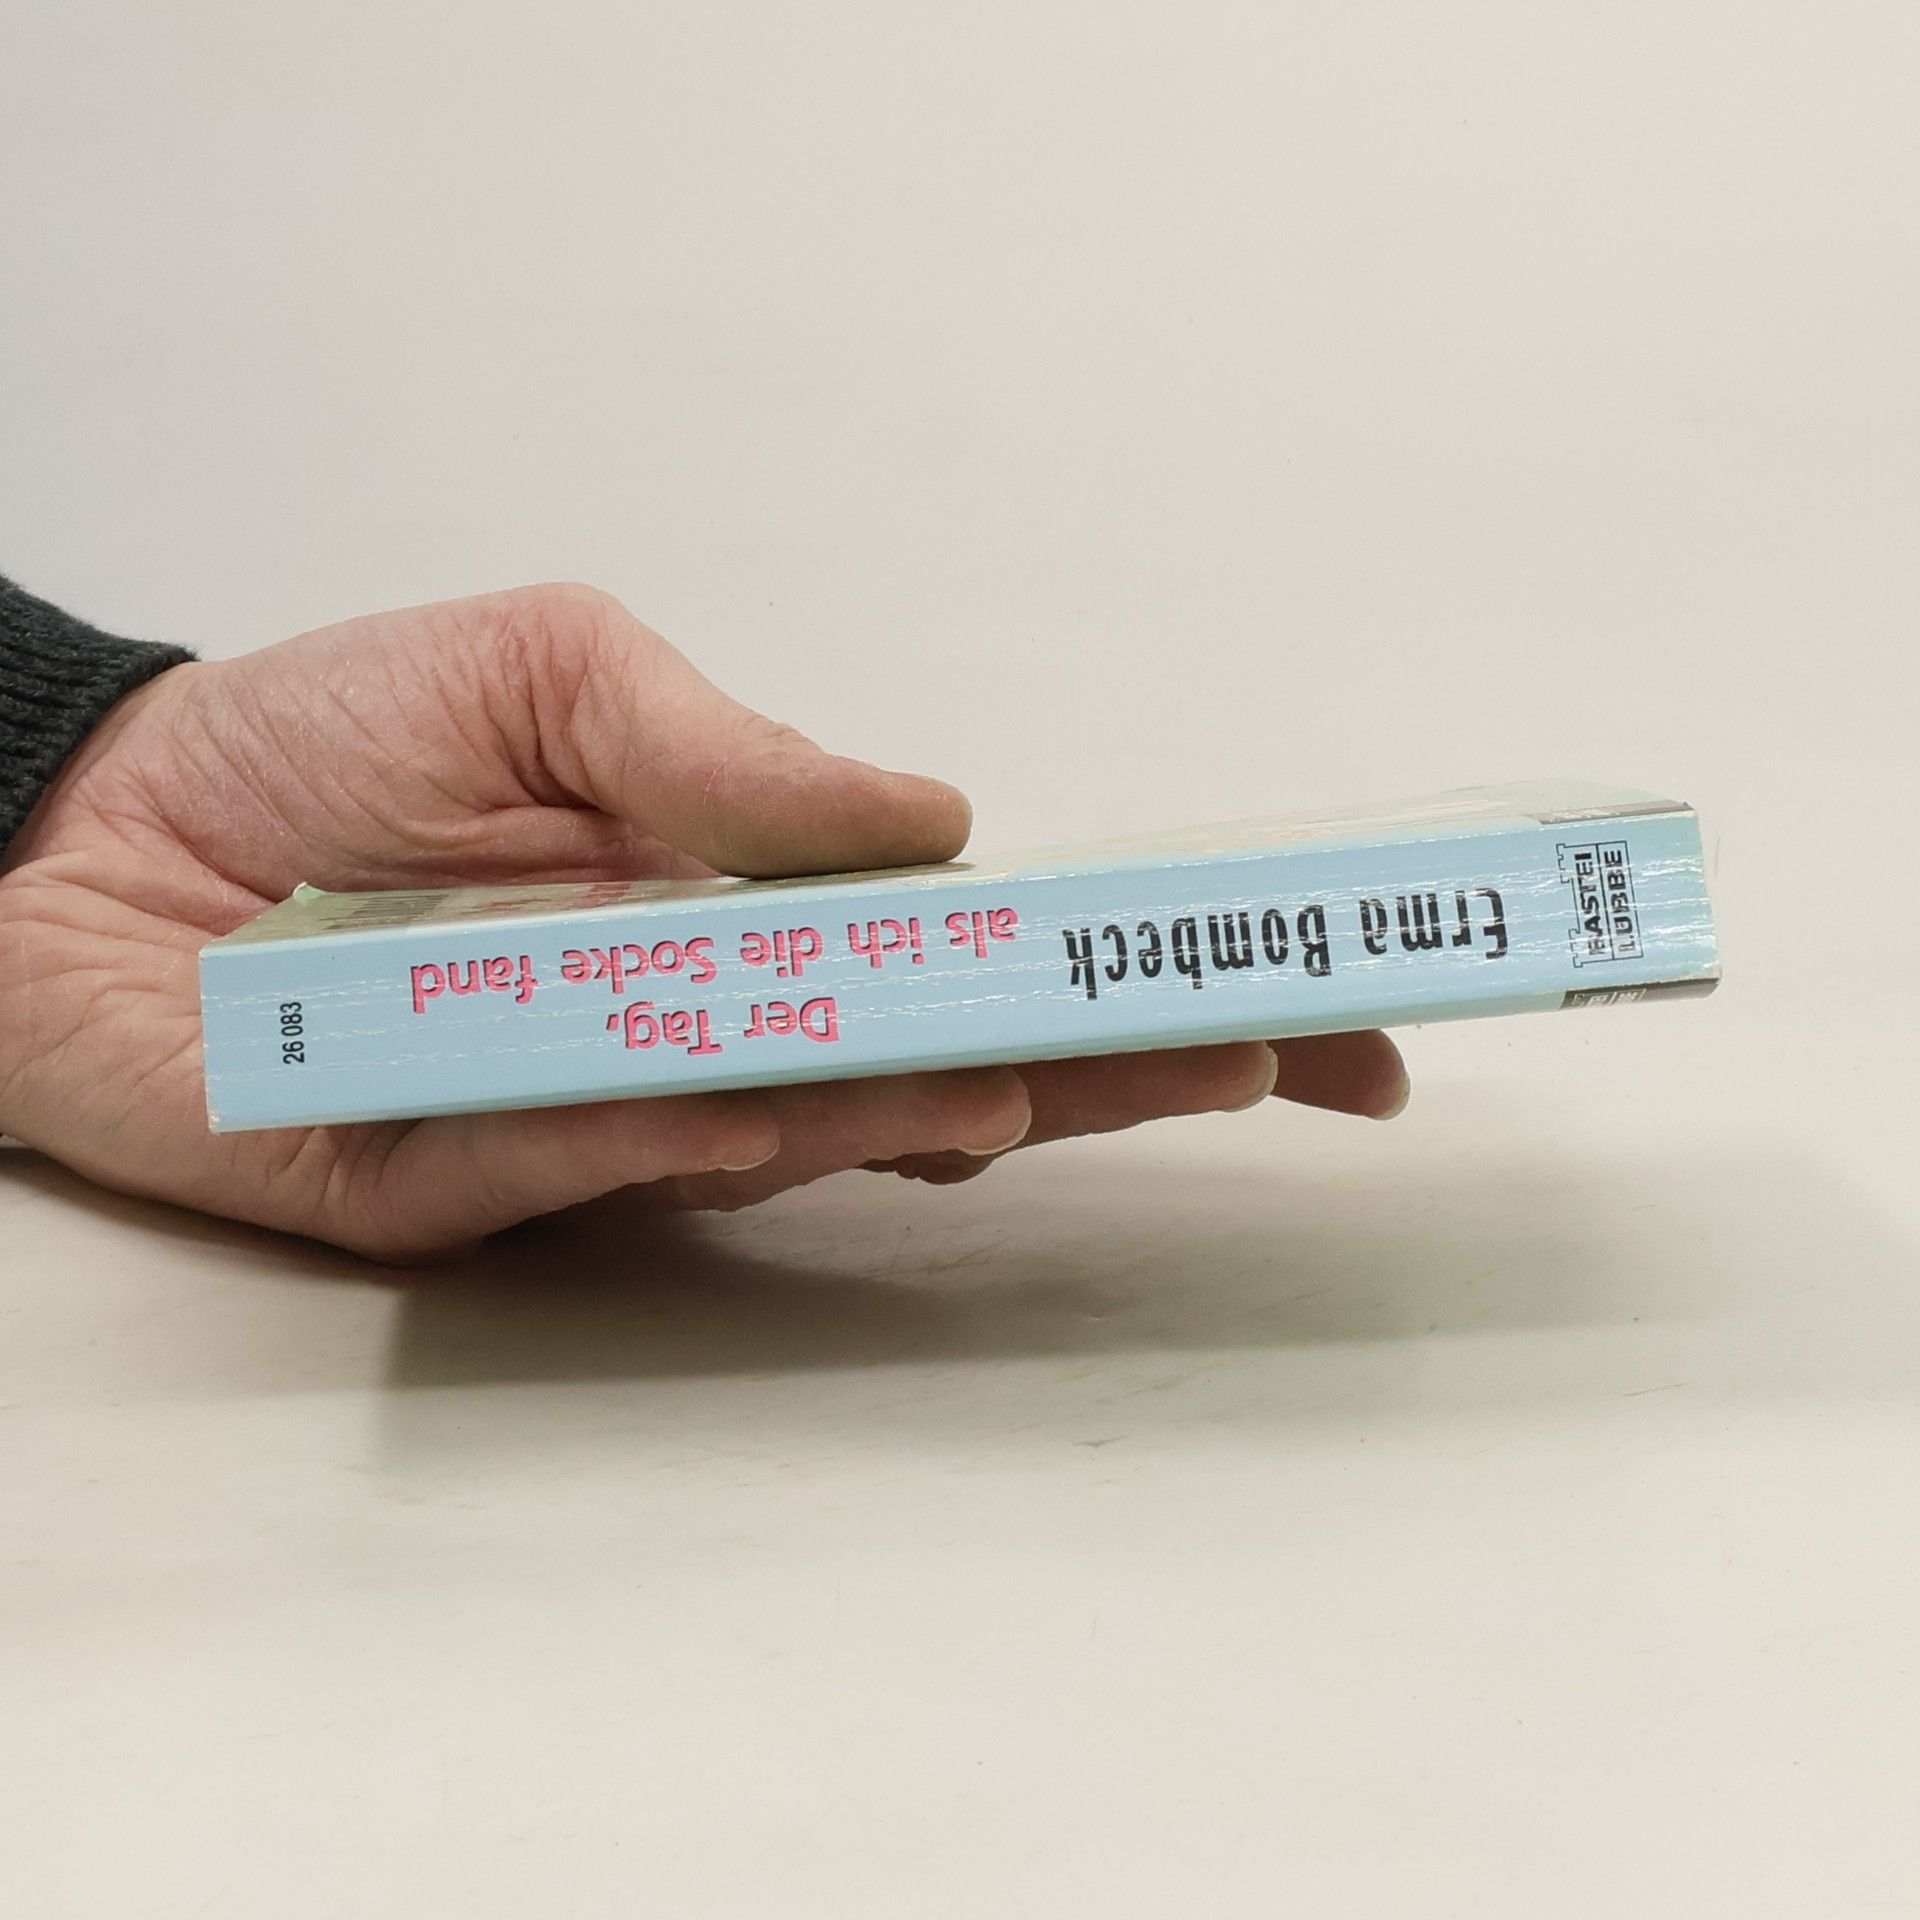 BASTEI
LÜBBE
Erma Bombeck
Der Tag,
als ich die Socke fand
26 083